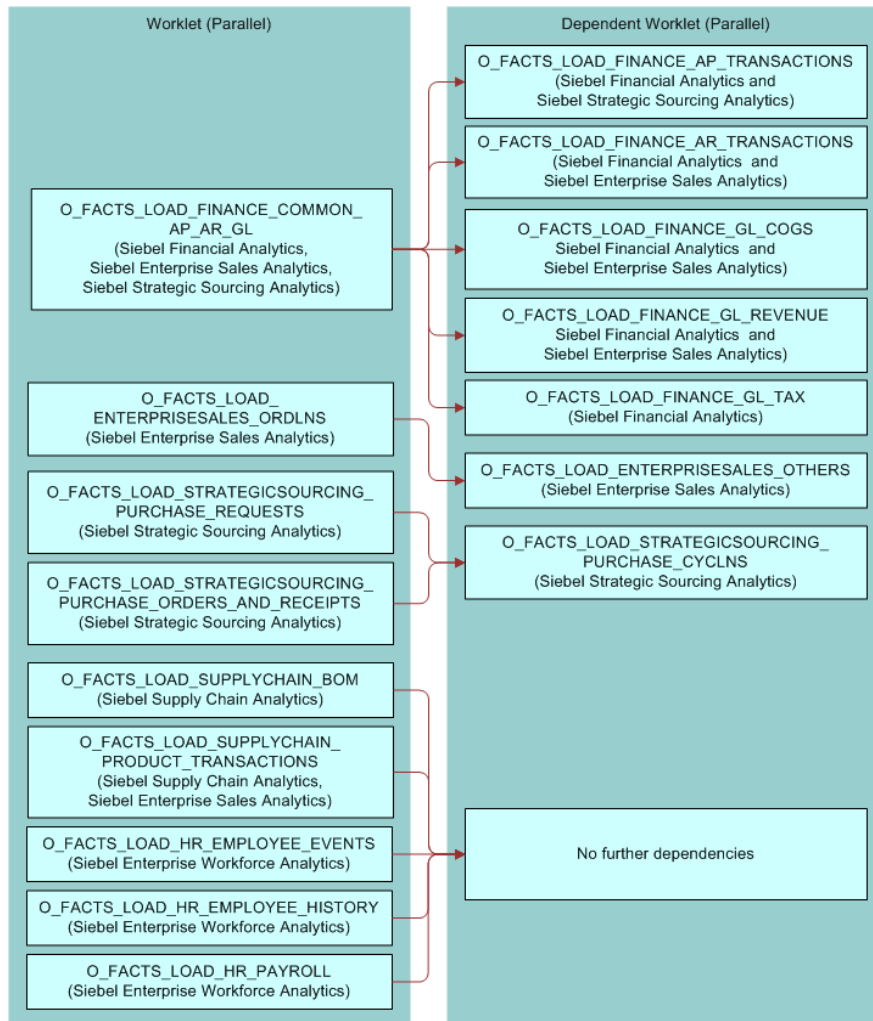 Worklet (Parallel)
O_FACTS_LOAD_FINANCE_COMMON_
AP_AR_GL
(Siebel Financial Analytics,
Siebel Enterprise Sales Analytics,
Siebel Strategic Sourcing Analytics)
O_FACTS_LOAD_
ENTERPRISESALES_ORDLNS
(Siebel Enterprise Sales Analytics)
O_FACTS_LOAD_STRATEGICSOURCING_
PURCHASE_REQUESTS
(Siebel Strategic Sourcing Analytics)
O_FACTS_LOAD_STRATEGICSOURCING_
PURCHASE_ORDERS_AND_RECEIPTS
(Siebel Strategic Sourcing Analytics)
O_FACTS_LOAD_SUPPLYCHAIN_BOM
(Siebel Supply Chain Analytics)
O_FACTS_LOAD_SUPPLYCHAIN_
PRODUCT_TRANSACTIONS
(Siebel Supply Chain Analytics,
Siebel Enterprise Sales Analytics)
O_FACTS_LOAD_HR_EMPLOYEE_EVENTS
(Siebel Enterprise Workforce Analytics)
O_FACTS_LOAD_HR_EMPLOYEE_HISTORY
(Siebel Enterprise Workforce Analytics)
O_FACTS_LOAD_HR_PAYROLL
(Siebel Enterprise Workforce Analytics)
Dependent Worklet (Parallel)
O_FACTS_LOAD_FINANCE_AP_TRANSACTIONS
(Siebel Financial Analytics and
Siebel Strategic Sourcing Analytics)
O_FACTS_LOAD_FINANCE_AR_TRANSACTIONS
(Siebel Financial Analytics and
Siebel Enterprise Sales Analytics)
O_FACTS_LOAD_FINANCE_GL_COGS
Siebel Financial Analytics and
Siebel Enterprise Sales Analytics)
O_FACTS_LOAD_FINANCE_GL_REVENUE
Siebel Financial Analytics and
Siebel Enterprise Sales Analytics)
O_FACTS_LOAD_FINANCE_GL_TAX
(Siebel Financial Analytics)
O_FACTS_LOAD_ENTERPRISESALES_OTHERS
(Siebel Enterprise Sales Analytics)
O_FACTS_LOAD_STRATEGICSOURCING_
PURCHASE_CYCLNS
(Siebel Strategic Sourcing Analytics)
No further dependencies